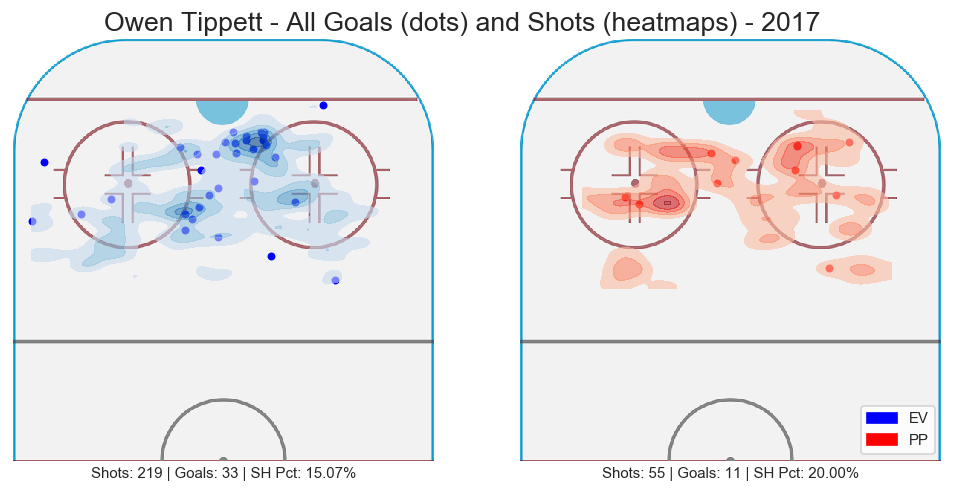 Owen Tippett - All Goals (dots) and Shots (heatmaps) - 2017
EV
PP
Shots: 219 | Goals: 33 | SH Pct: 15.07%
Shots: 55 | Goals: 11 | SH Pct: 20.00%